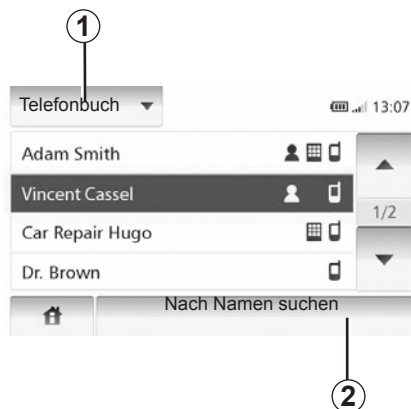 1
Telefonbuch 13:07
Adam Smith
Vincent Cassel
1/2
Car Repair Hugo
Dr. Brown
Nach Namen suchen
2